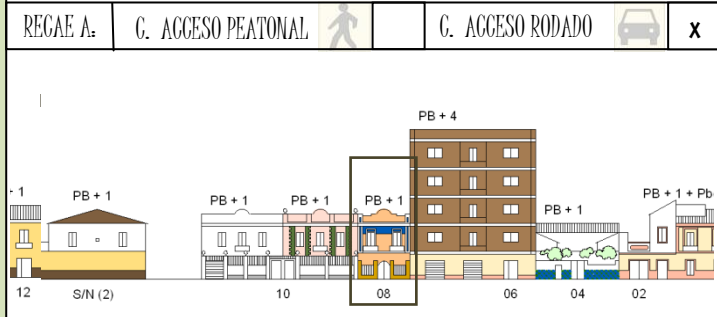 RECAE A: C. ACCESO PEATONAL C. ACCESO RODADO X
PB + 4
+ 1 PB + 1 PB + 1 PB + 1 PB + 1 PB + 1 PB + 1 + Pb
12 S/N (2) 10 08 06 04 02